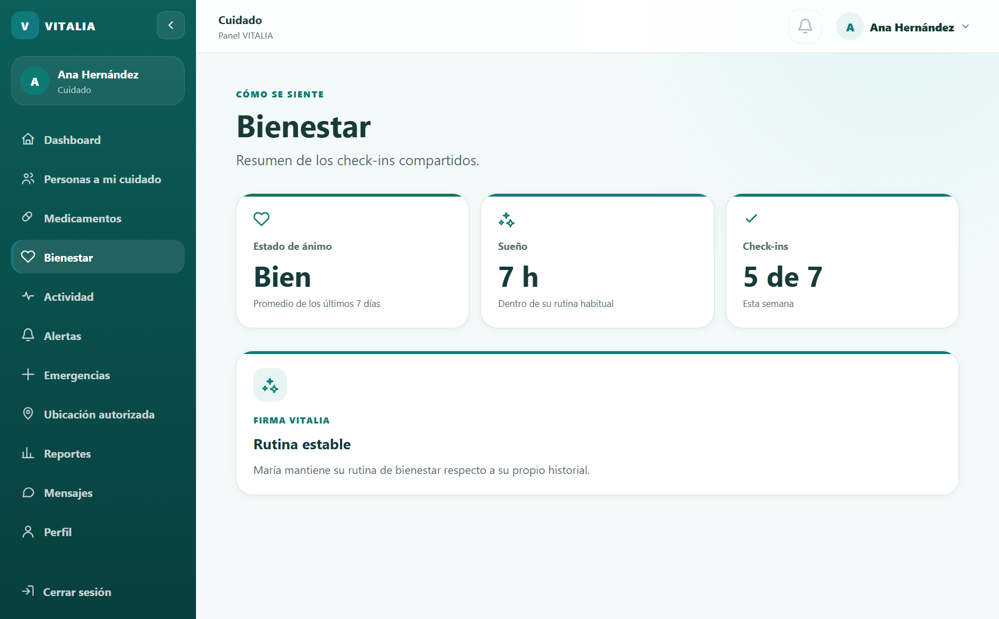 V VITALIA
A Ana Hernández
Cuidado
Dashboard
Personas a mi cuidado
Medicamentos
Bienestar
Actividad
Alertas
Emergencias
Ubicación autorizada
Reportes
Mensajes
Perfil
Cerrar sesión
Cuidado
Panel VITALIA
A Ana Hernández
CÓMO SE SIENTE
Bienestar
Resumen de los check-ins compartidos.
Estado de ánimo
Bien
Promedio de los últimos 7 días
Sueño
7 h
Dentro de su rutina habitual
Check-ins
5 de 7
Esta semana
FIRMA VITALIA
Rutina estable
María mantiene su rutina de bienestar respecto a su propio historial.